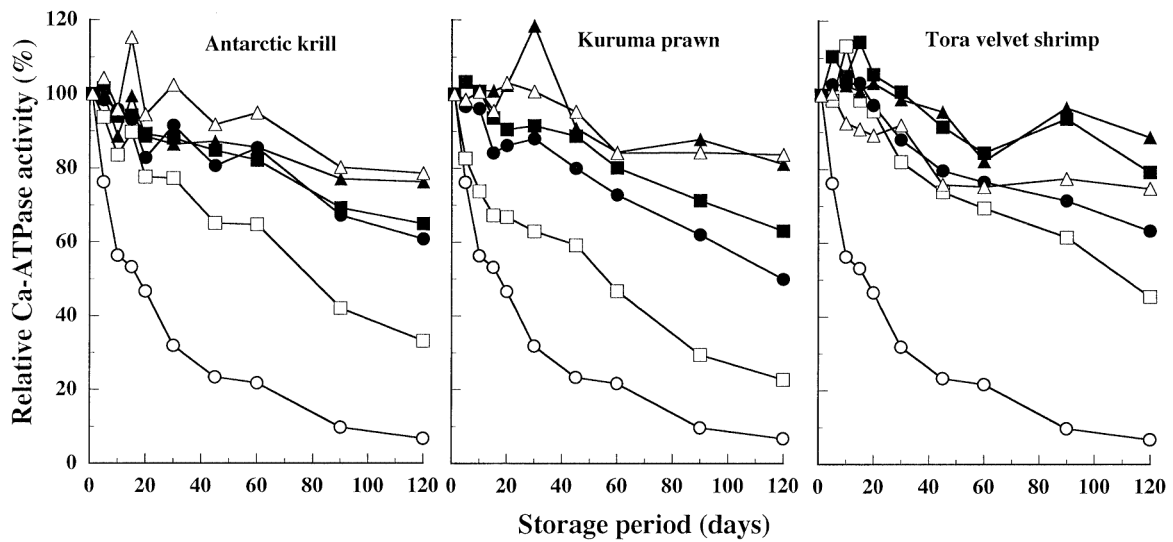 Relative Ca-ATPase activity (%)
120
100
80
60
40
20
0
Antarctic krill
Kuruma prawn
Tora velvet shrimp
0 20 40 60 80 100 120
0 20 40 60 80 100 120
0 20 40 60 80 100 120
Storage period (days)